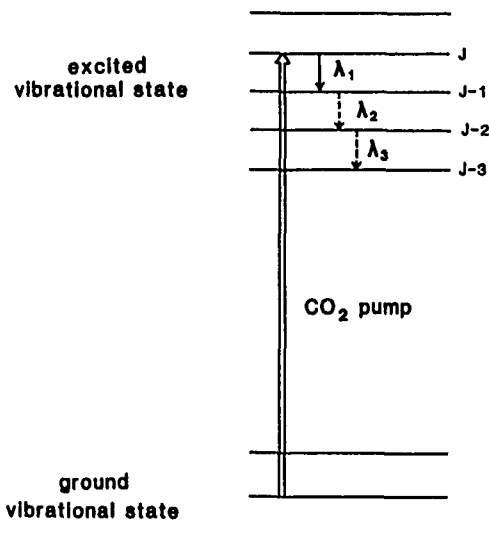 J
excited
vibrational state
λ₁
J-1
λ₂
J-2
λ₃
J-3
CO₂ pump
ground
vibrational state